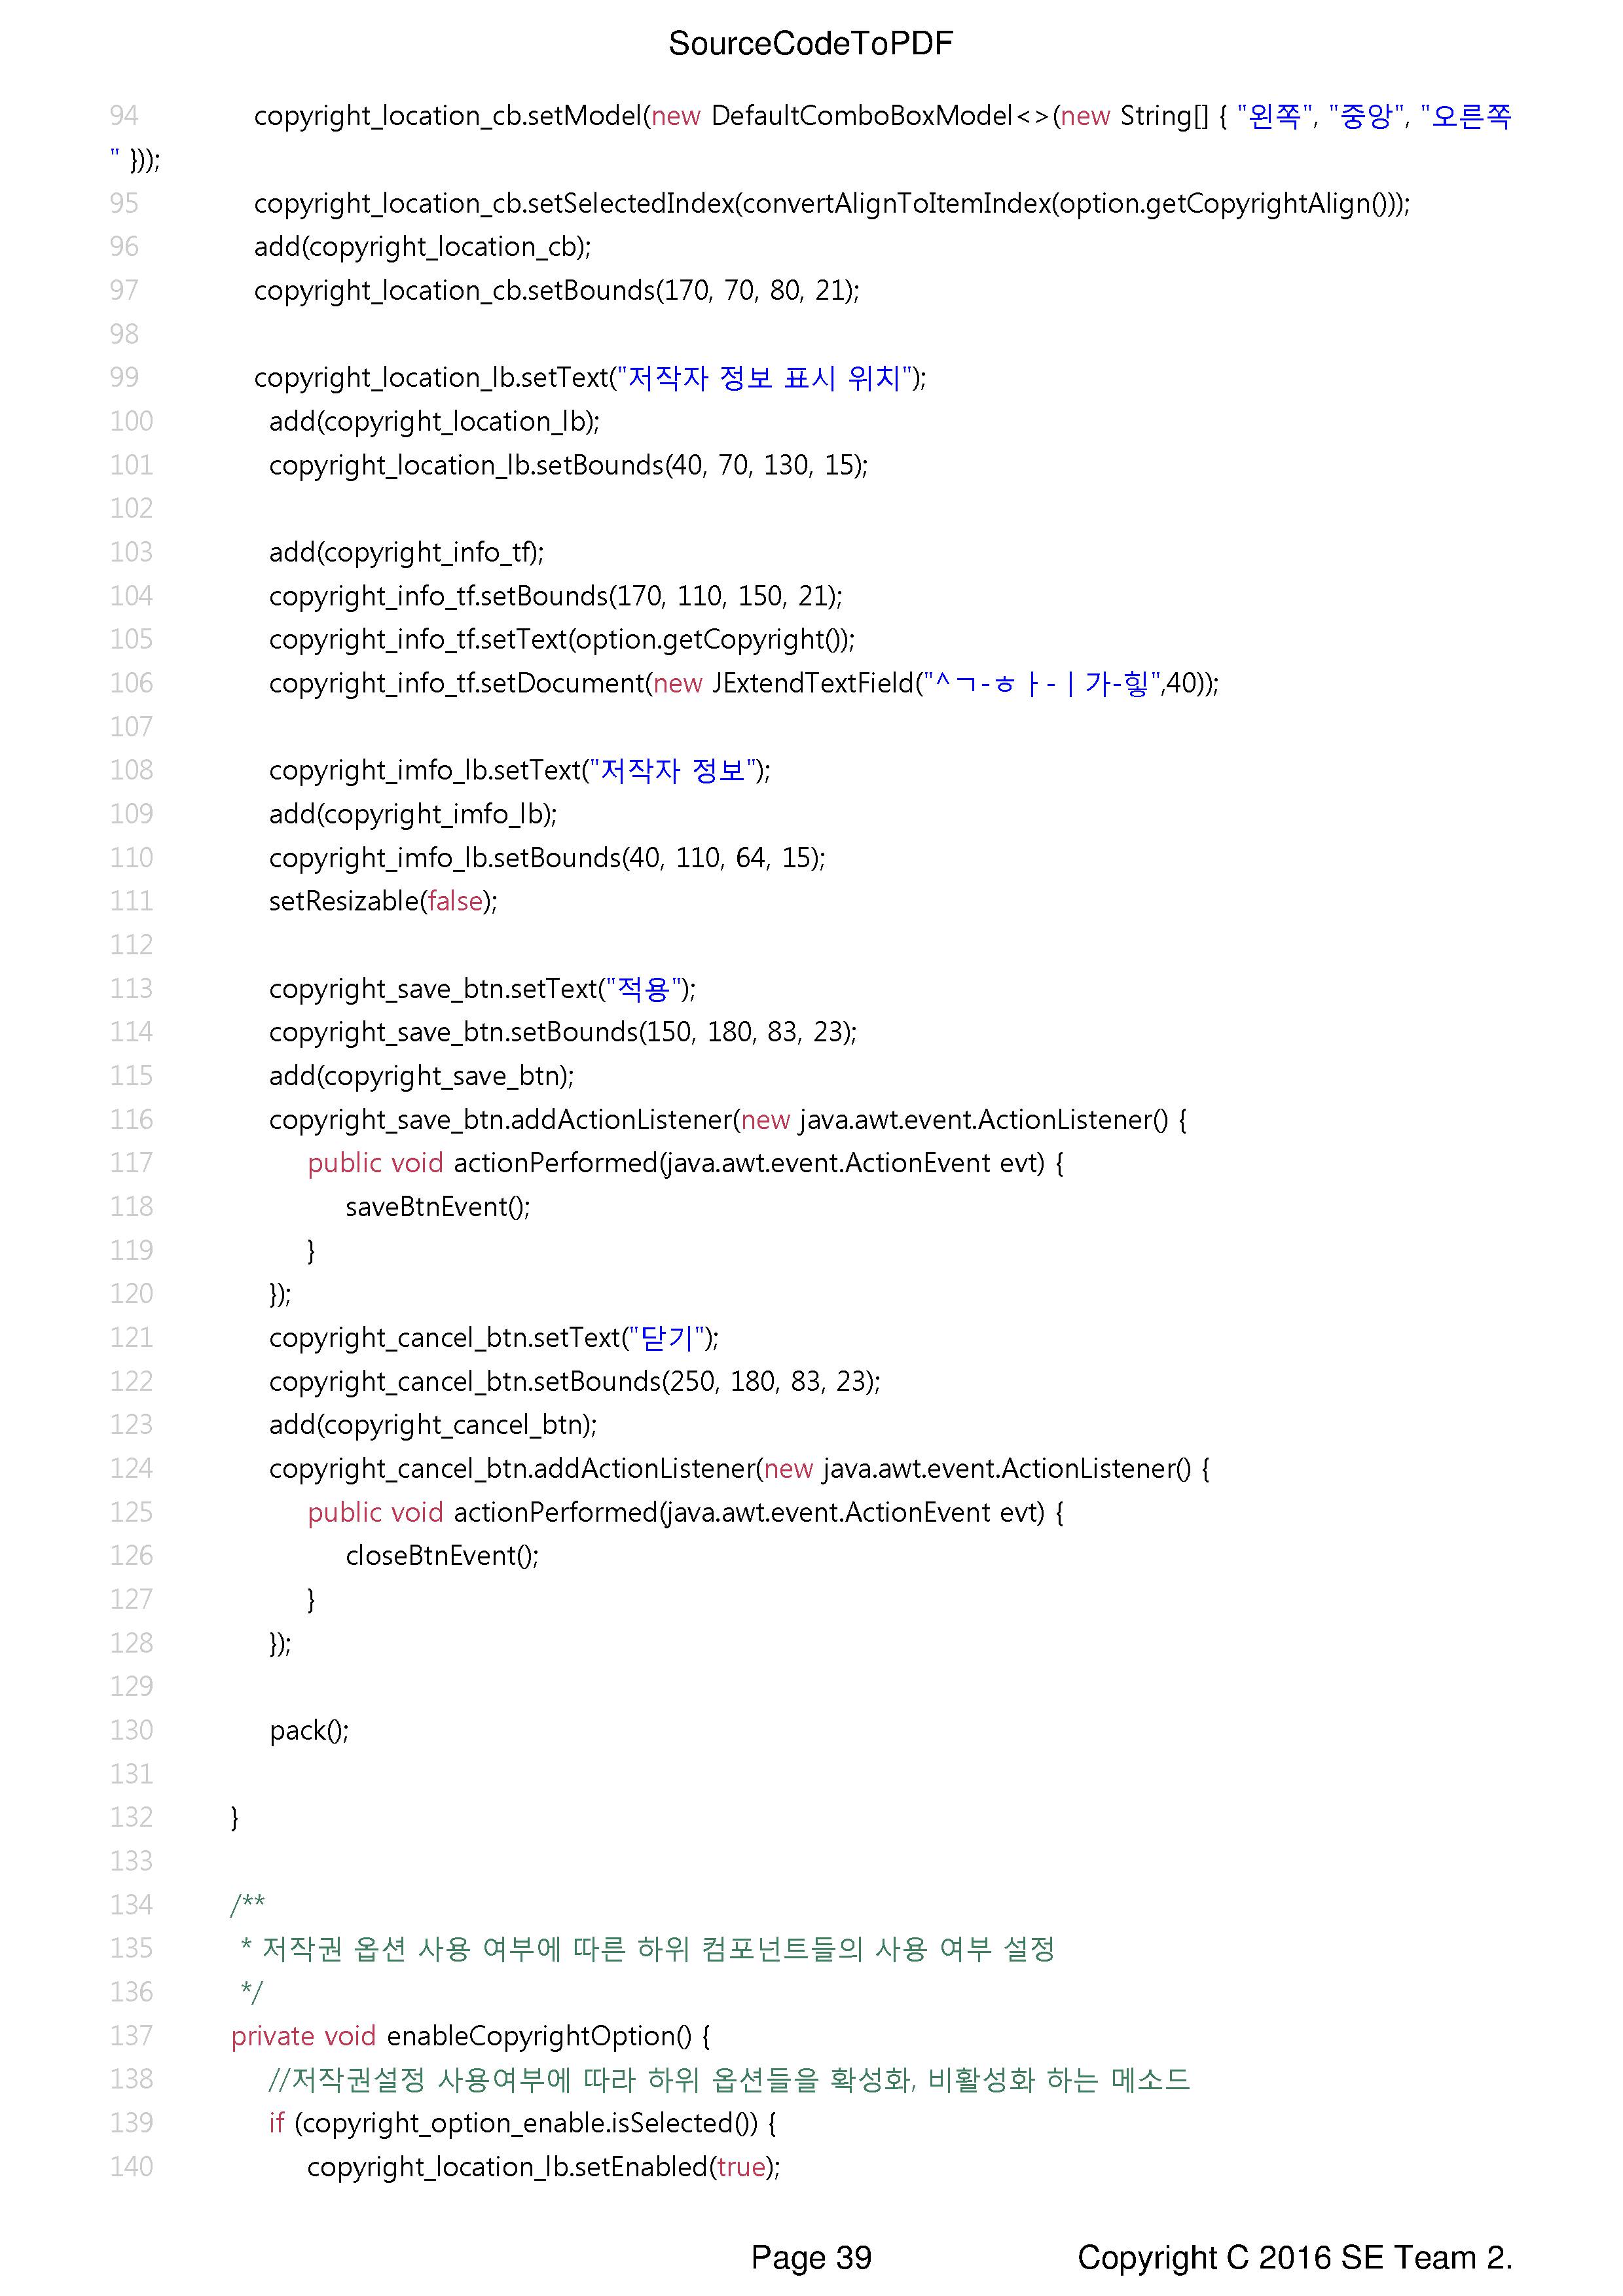 SourceCodeToPDF
94 copyright_location_cb.setModel(new DefaultComboBoxModel<>(new String[] { "왼쪽", "중앙", "오른쪽
" }));
95 copyright_location_cb.setSelectedIndex(convertAlignToItemIndex(option.getCopyrightAlign()));
96 add(copyright_location_cb);
97 copyright_location_cb.setBounds(170, 70, 80, 21);
98
99 copyright_location_lb.setText("저작자 정보 표시 위치");
100 add(copyright_location_lb);
101 copyright_location_lb.setBounds(40, 70, 130, 15);
102
103 add(copyright_info_tf);
104 copyright_info_tf.setBounds(170, 110, 150, 21);
105 copyright_info_tf.setText(option.getCopyright());
106 copyright_info_tf.setDocument(new JExtendTextField("^ㄱ-ㅎㅏ-ㅣ가-힣",40));
107
108 copyright_imfo_lb.setText("저작자 정보");
109 add(copyright_imfo_lb);
110 copyright_imfo_lb.setBounds(40, 110, 64, 15);
111 setResizable(false);
112
113 copyright_save_btn.setText("적용");
114 copyright_save_btn.setBounds(150, 180, 83, 23);
115 add(copyright_save_btn);
116 copyright_save_btn.addActionListener(new java.awt.event.ActionListener() {
117 public void actionPerformed(java.awt.event.ActionEvent evt) {
118 saveBtnEvent();
119 }
120 });
121 copyright_cancel_btn.setText("닫기");
122 copyright_cancel_btn.setBounds(250, 180, 83, 23);
123 add(copyright_cancel_btn);
124 copyright_cancel_btn.addActionListener(new java.awt.event.ActionListener() {
125 public void actionPerformed(java.awt.event.ActionEvent evt) {
126 closeBtnEvent();
127 }
128 });
129
130 pack();
131
132 }
133
134 /**
135 * 저작권 옵션 사용 여부에 따른 하위 컴포넌트들의 사용 여부 설정
136 */
137 private void enableCopyrightOption() {
138 //저작권설정 사용여부에 따라 하위 옵션들을 확성화, 비활성화 하는 메소드
139 if (copyright_option_enable.isSelected()) {
140 copyright_location_lb.setEnabled(true);
Page 39 Copyright C 2016 SE Team 2.